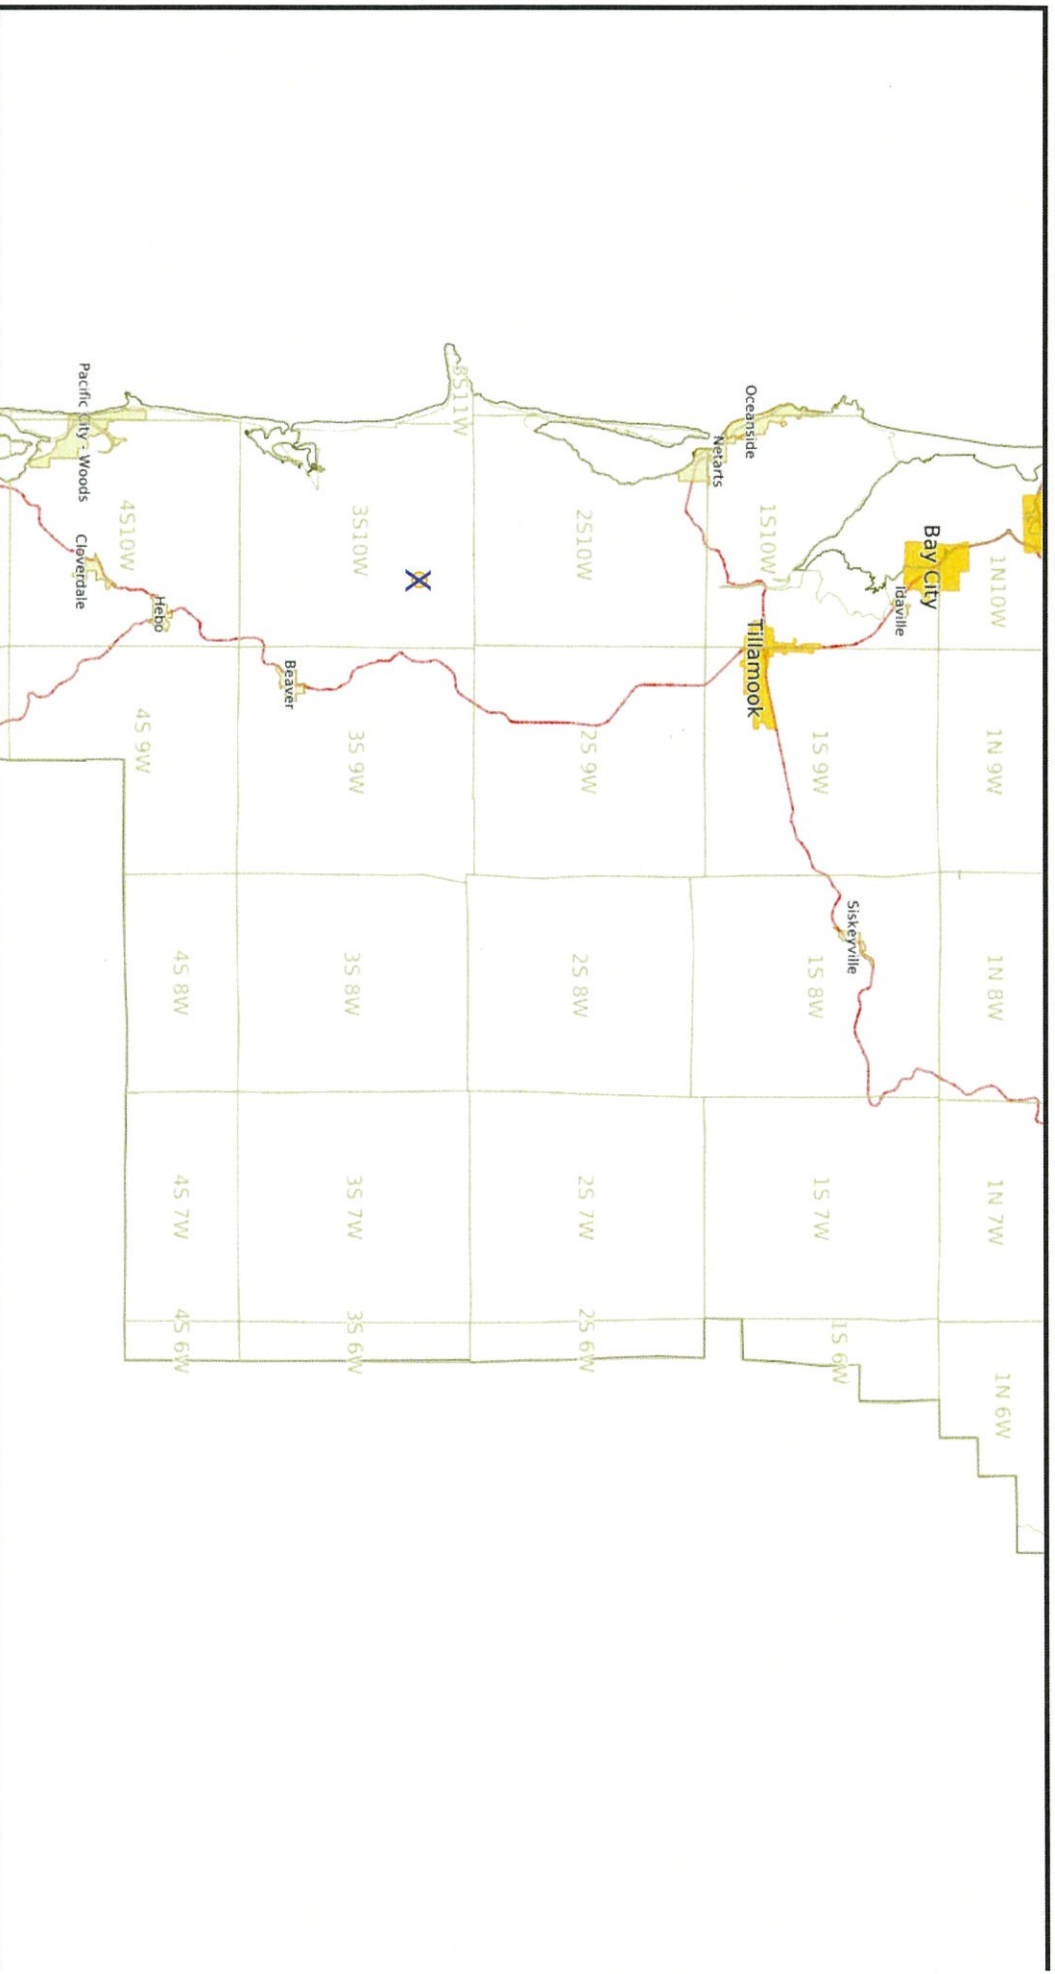 1N10W
1N 9W
1N 8W
1N 7W
1N 6W
Bay City
Idaville
Siskeyville
1S10W
1S 9W
1S 8W
1S 7W
1S 6W
Oceanside
Tillamook
Netarts
2S10W
2S 9W
2S 8W
2S 7W
2S 6W
X
3S10W
3S 9W
3S 8W
3S 7W
3S 6W
Beaver
Hebo
4S10W
4S 9W
4S 8W
4S 7W
4S 6W
Pacific City - Woods
Cloverdale